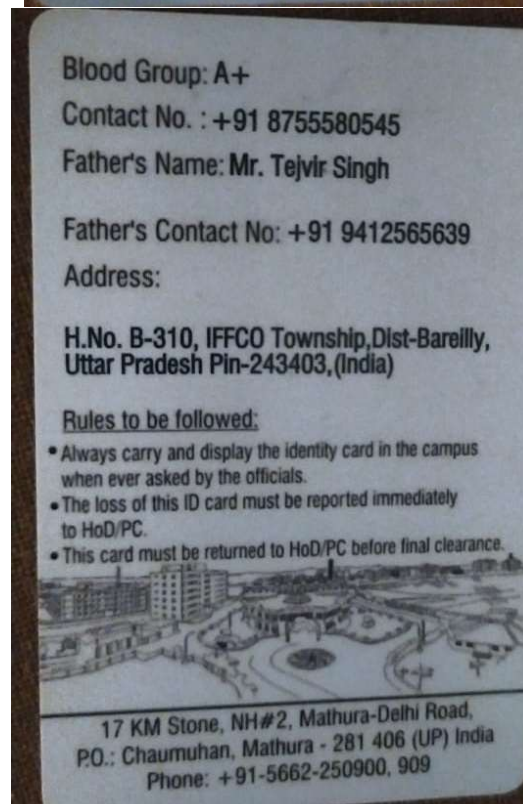 Blood Group: A+
Contact No. : +91 8755580545
Father's Name: Mr. Tejvir Singh
Father's Contact No: +91 9412565639
Address:
H.No. B-310, IFFCO Township,Dist-Bareilly,
Uttar Pradesh Pin-243403,(India)
Rules to be followed:
• Always carry and display the identity card in the campus
when ever asked by the officials.
• The loss of this ID card must be reported immediately
to HoD/PC.
• This card must be returned to HoD/PC before final clearance.
17 KM Stone, NH#2, Mathura-Delhi Road,
P.O.: Chaumuhan, Mathura - 281 406 (UP) India
Phone: +91-5662-250900, 909